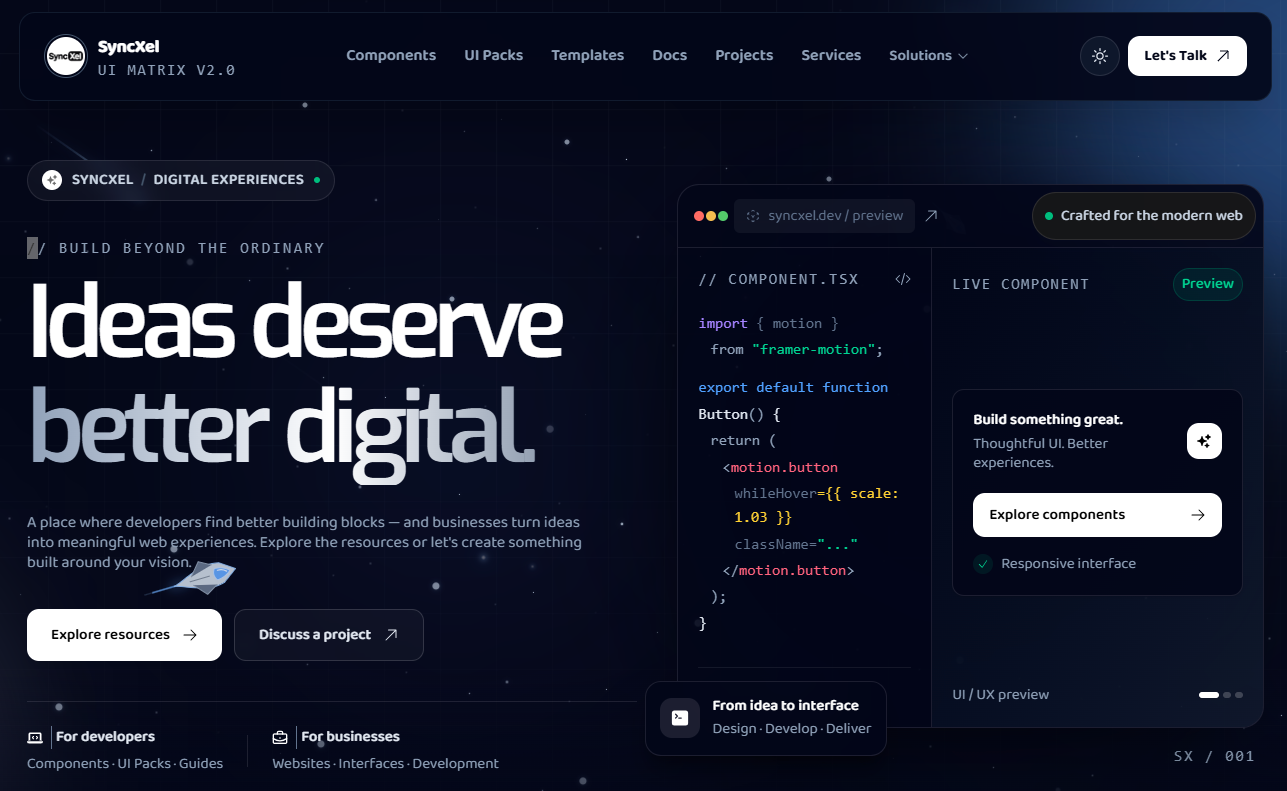 SyncXel
SyncXel
UI MATRIX V2.0
Components
UI Packs
Templates
Docs
Projects
Services
Solutions
Let's Talk
SYNCXEL / DIGITAL EXPERIENCES
// BUILD BEYOND THE ORDINARY
Ideas deserve
better digital.
A place where developers find better building blocks — and businesses turn ideas
into meaningful web experiences. Explore the resources or let's create something
built around your vision.
Explore resources
Discuss a project
For developers
Components · UI Packs · Guides
For businesses
Websites · Interfaces · Development
syncxel.dev / preview
Crafted for the modern web
// COMPONENT.TSX
</>
import { motion }
from "framer-motion";
export default function
Button() {
return (
<motion.button
whileHover={{ scale:
1.03 }}
className="..."
</motion.button>
);
}
LIVE COMPONENT
Preview
Build something great.
Thoughtful UI. Better
experiences.
Explore components
Responsive interface
UI / UX preview
From idea to interface
Design · Develop · Deliver
SX / 001